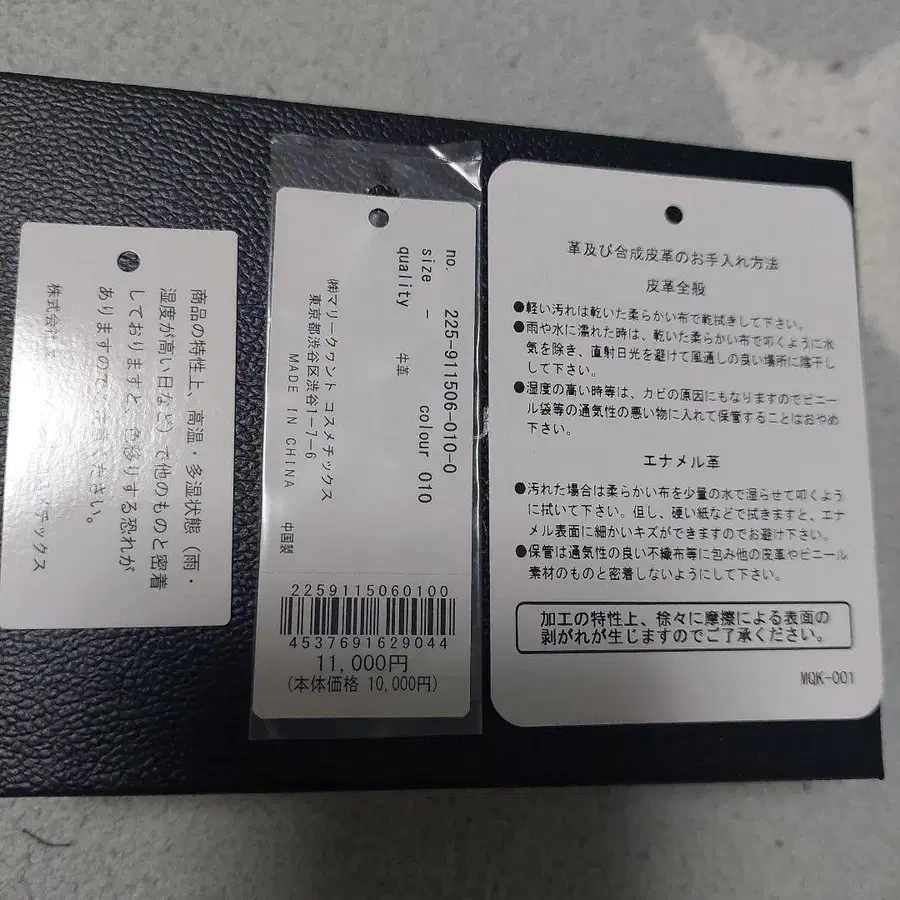 商品の特性上、高温・多湿状態（雨・
湿度が高い日など）で他のものと密着
しておりますと、色移りする恐れが
ありますのでご注意ください。
株式会社
コスメチックス
no. 225-911506-010-0
size - colour 010
quality 牛革
㈱マリークヮント コスメチックス
東京都渋谷区渋谷1-7-6
MADE IN CHINA
中国製
2259115060100
4537691629044
11,000円
(本体価格 10,000円)
革及び合成皮革のお手入れ方法
皮革全般
●軽い汚れは乾いた柔らかい布で乾拭きして下さい。
●雨や水に濡れた時は、乾いた柔らかい布で叩くように水
気を除き、直射日光を避けて風通しの良い場所に陰干し
して下さい。
●湿度の高い時等は、カビの原因にもなりますのでビニー
ル袋等の通気性の悪い物に入れて保管することはおやめ
下さい。
エナメル革
●汚れた場合は柔らかい布を少量の水で湿らせて叩くよう
に拭いて下さい。但し、硬い紙などで拭きますと、エナ
メル表面に細かいキズができますのでお避け下さい。
●保管は通気性の良い不織布等に包み他の皮革やビニール
素材のものと密着しないようにして下さい。
加工の特性上、徐々に摩擦による表面の
剥がれが生じますのでご了承ください。
MQK-001